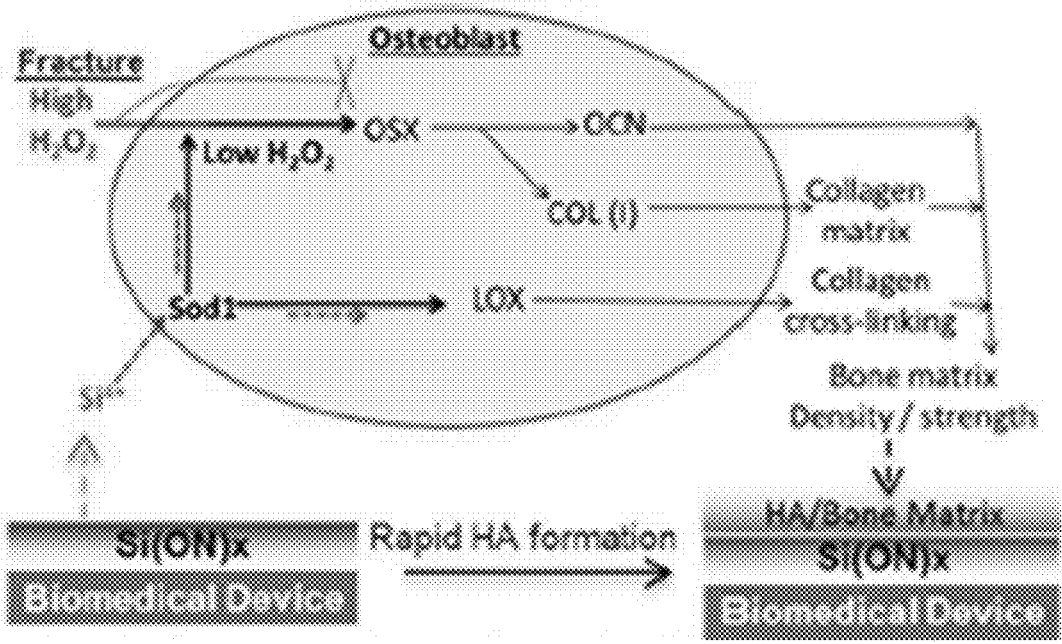 Osteoblast
Fracture
High
H₂O₂
OSX
OCN
Low H₂O₂
COL (I)
Collagen
matrix
Sod1
LOX
Collagen
cross-linking
Si⁴⁺
Bone matrix
Density / strength
Si(ON)x
Biomedical Device
Rapid HA formation
HA/Bone Matrix
Si(ON)x
Biomedical Device